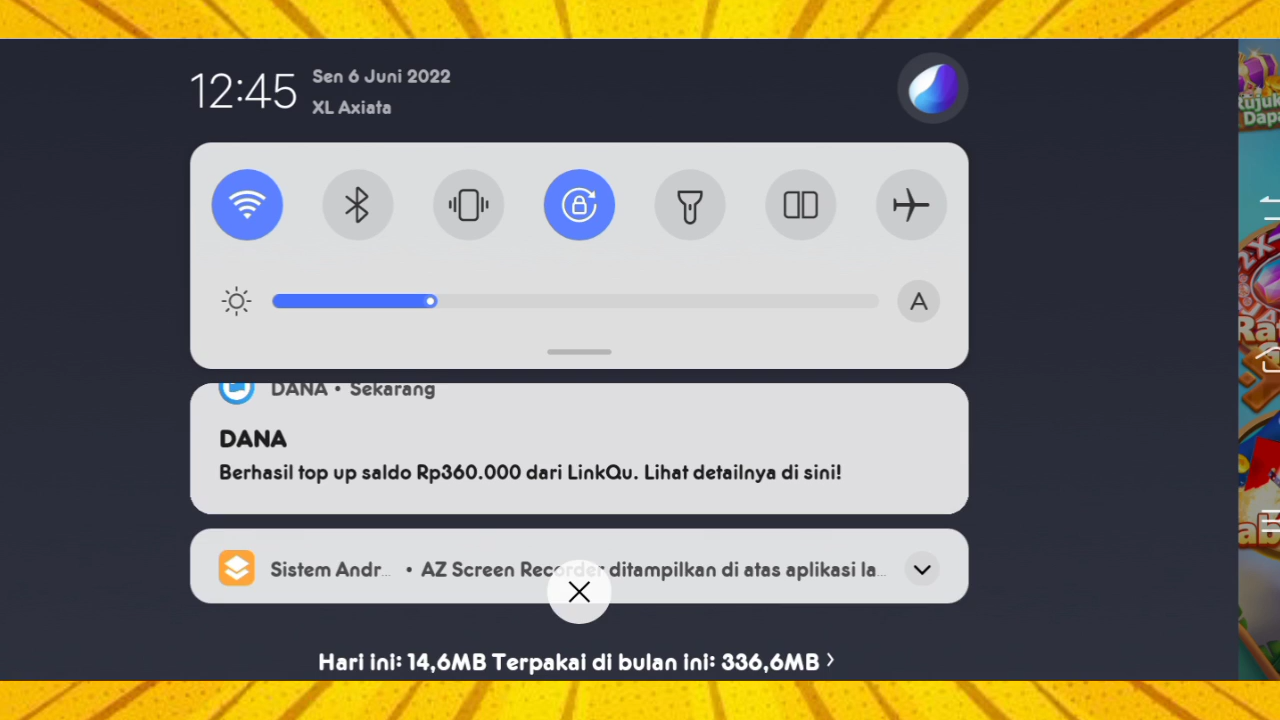 12:45
Sen 6 Juni 2022
XL Axiata
A
DANA • Sekarang
DANA
Berhasil top up saldo Rp360.000 dari LinkQu. Lihat detailnya di sini!
Sistem Andr... • AZ Screen Recorder ditampilkan di atas aplikasi la...
Hari ini: 14,6MB Terpakai di bulan ini: 336,6MB >
2X